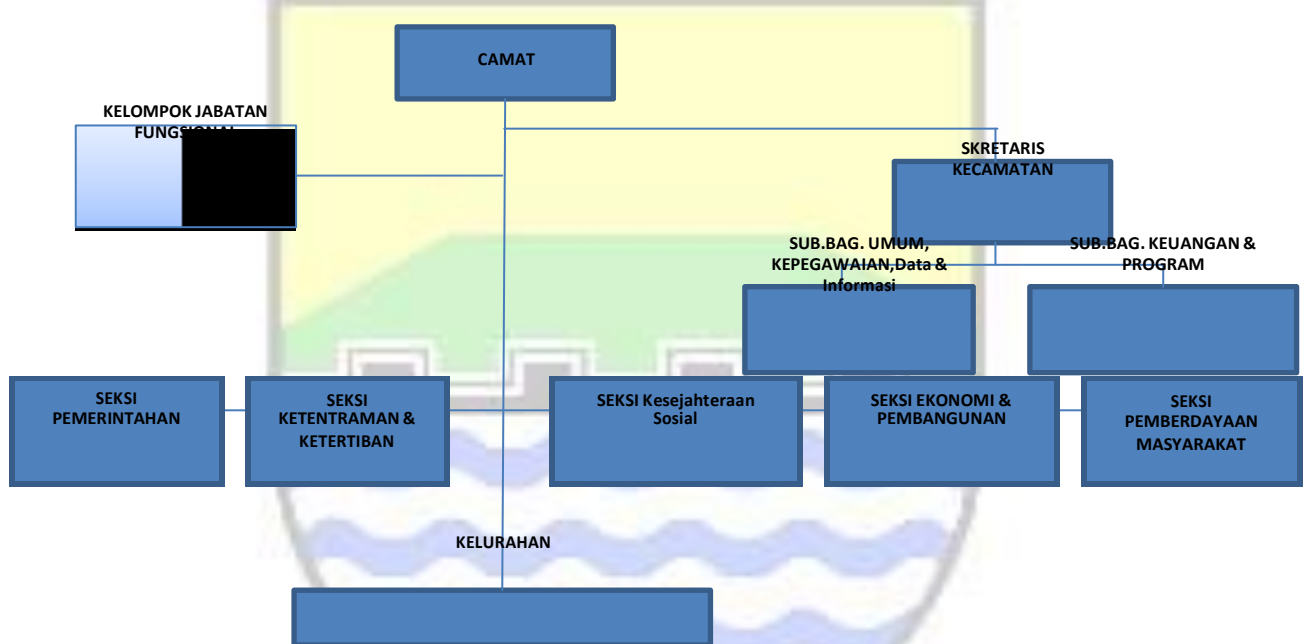 CAMAT
KELOMPOK JABATAN
FUNGSIONAL
SKRETARIS
KECAMATAN
SUB.BAG. UMUM,
KEPEGAWAIAN,Data &
Informasi
SUB.BAG. KEUANGAN &
PROGRAM
SEKSI
PEMERINTAHAN
SEKSI
KETENTRAMAN &
KETERTIBAN
SEKSI Kesejahteraan
Sosial
SEKSI EKONOMI &
PEMBANGUNAN
SEKSI
PEMBERDAYAAN
MASYARAKAT
KELURAHAN